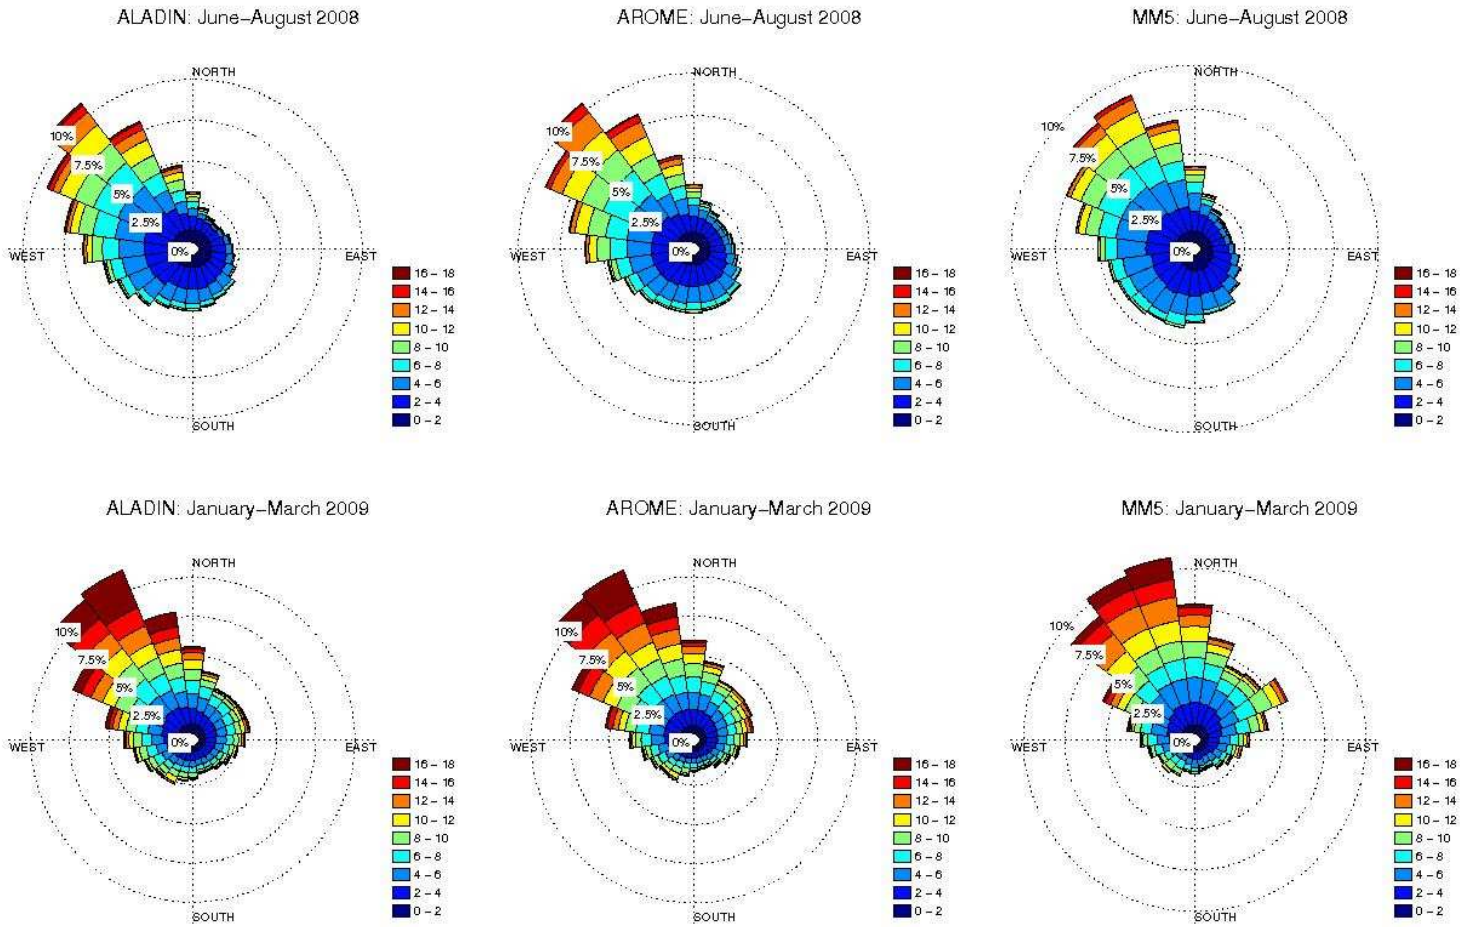 ALADIN: June–August 2008
AROME: June–August 2008
MM5: June–August 2008
NORTH
10%
7.5%
5%
2.5%
0%
WEST
EAST
SOUTH
16 – 18
14 – 16
12 – 14
10 – 12
8 – 10
6 – 8
4 – 6
2 – 4
0 – 2
NORTH
10%
7.5%
5%
2.5%
0%
WEST
EAST
SOUTH
16 – 18
14 – 16
12 – 14
10 – 12
8 – 10
6 – 8
4 – 6
2 – 4
0 – 2
NORTH
10%
7.5%
5%
2.5%
0%
WEST
EAST
SOUTH
16 – 18
14 – 16
12 – 14
10 – 12
8 – 10
6 – 8
4 – 6
2 – 4
0 – 2
ALADIN: January–March 2009
AROME: January–March 2009
MM5: January–March 2009
NORTH
10%
7.5%
5%
2.5%
0%
WEST
EAST
SOUTH
16 – 18
14 – 16
12 – 14
10 – 12
8 – 10
6 – 8
4 – 6
2 – 4
0 – 2
NORTH
10%
7.5%
5%
2.5%
0%
WEST
EAST
SOUTH
16 – 18
14 – 16
12 – 14
10 – 12
8 – 10
6 – 8
4 – 6
2 – 4
0 – 2
NORTH
10%
7.5%
5%
2.5%
0%
WEST
EAST
SOUTH
16 – 18
14 – 16
12 – 14
10 – 12
8 – 10
6 – 8
4 – 6
2 – 4
0 – 2